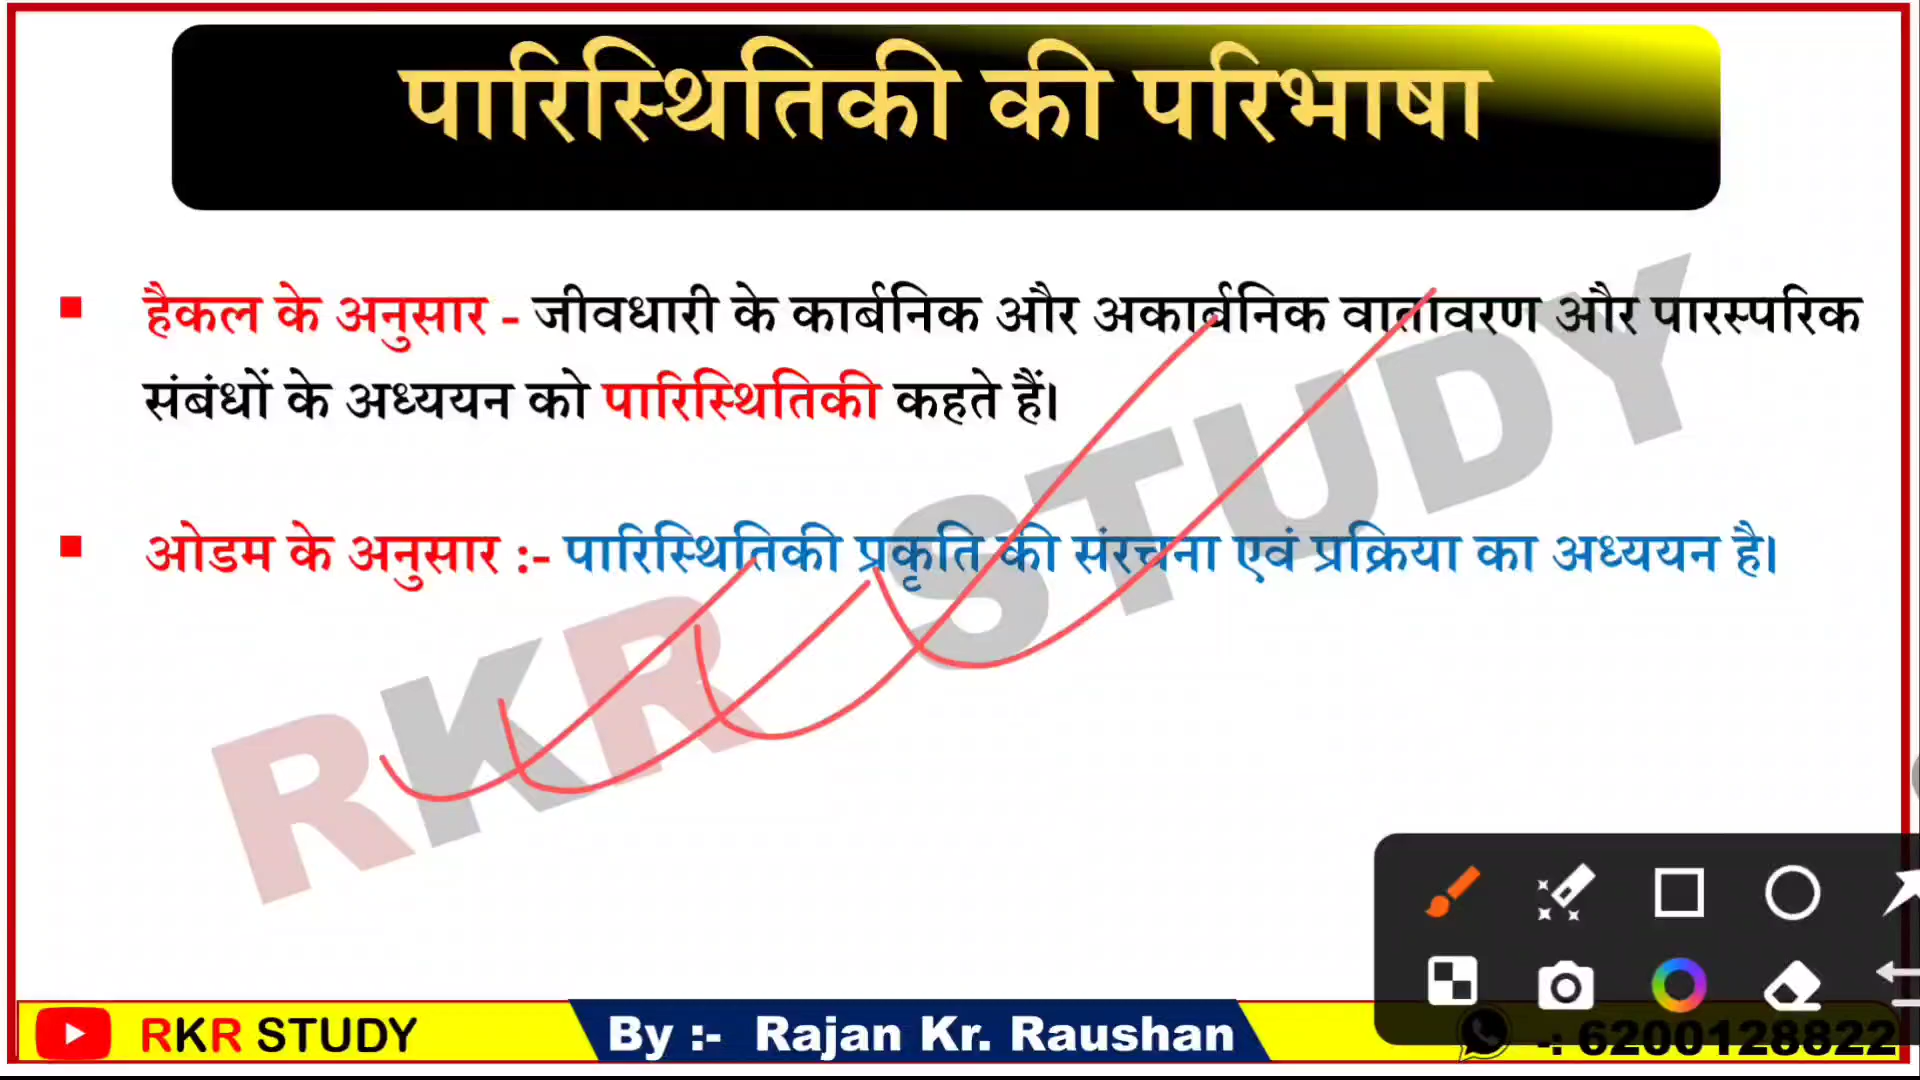 पारिस्थितिकी की परिभाषा
हैकल के अनुसार - जीवधारी के कार्बनिक और अकार्बनिक वातावरण और पारस्परिक
संबंधों के अध्ययन को पारिस्थितिकी कहते हैं।
ओडम के अनुसार :- पारिस्थितिकी प्रकृति की संरचना एवं प्रक्रिया का अध्ययन है।
RKR STUDY
RKR STUDY
By :- Rajan Kr. Raushan
-: 6200128822